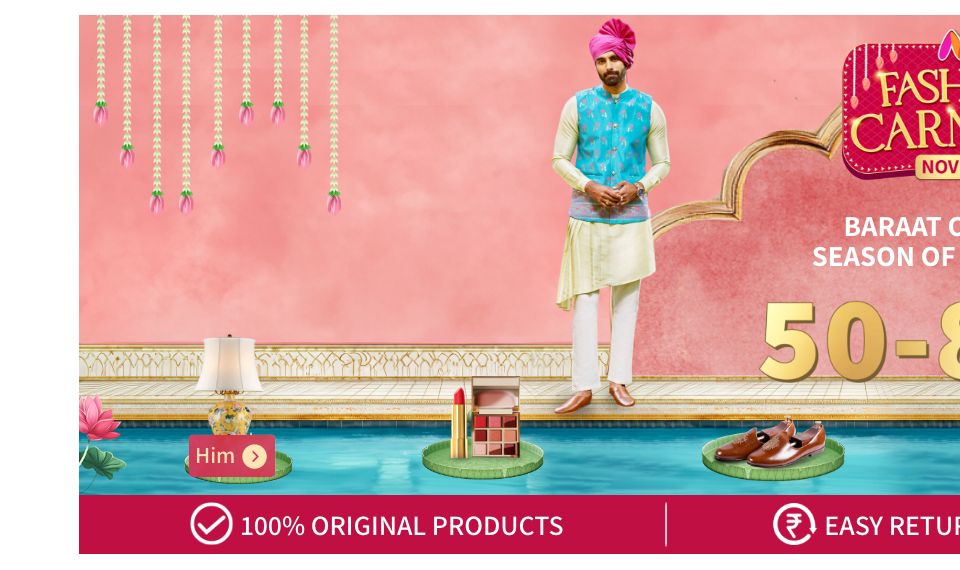 FASH
CARN
NOV
BARAAT
SEASON OF
50-8
Him
100% ORIGINAL PRODUCTS
EASY RETUR